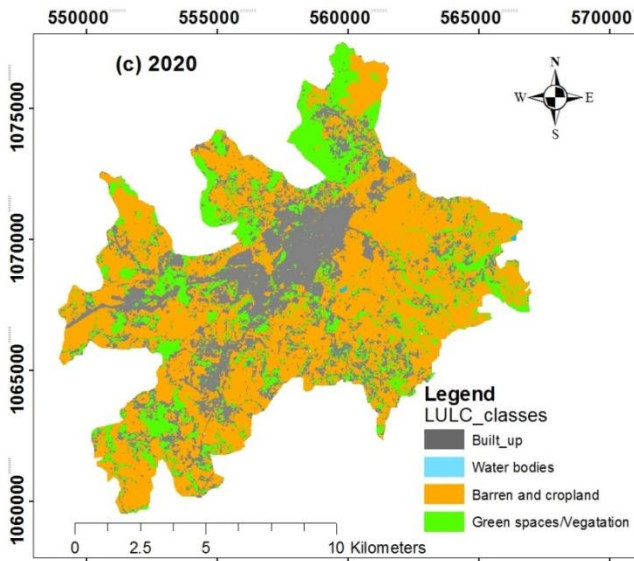 550000 555000 560000 565000 570000
(c) 2020
N
W E
S
1075000
1070000
1065000
1060000
Legend
LULC_classes
Built_up
Water bodies
Barren and cropland
Green spaces/Vegatation
0 2.5 5 10 Kilometers